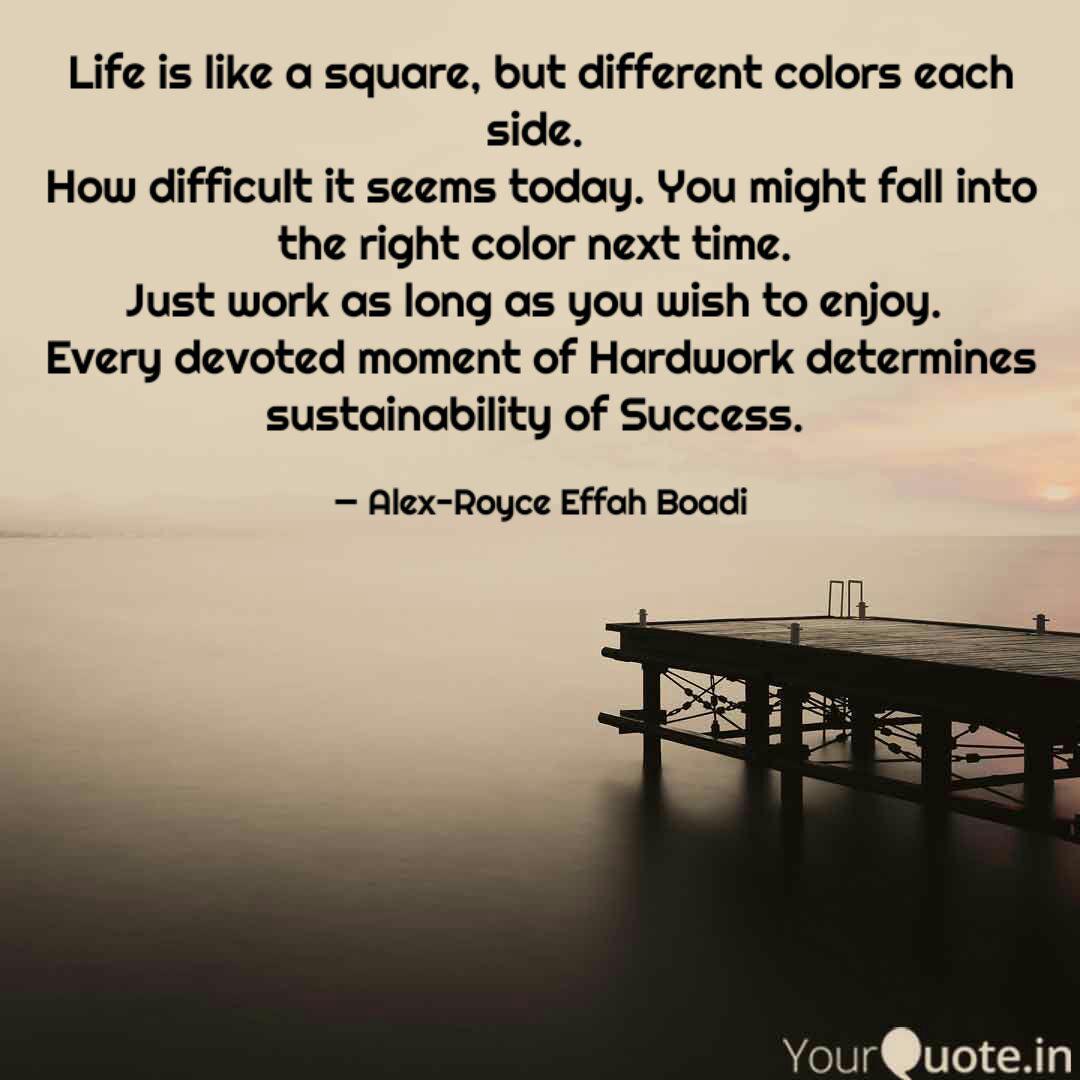 Life is like a square, but different colors each
side.
How difficult it seems today. You might fall into
the right color next time.
Just work as long as you wish to enjoy.
Every devoted moment of Hardwork determines
sustainability of Success.
— Alex-Royce Effah Boadi
YourQuote.in